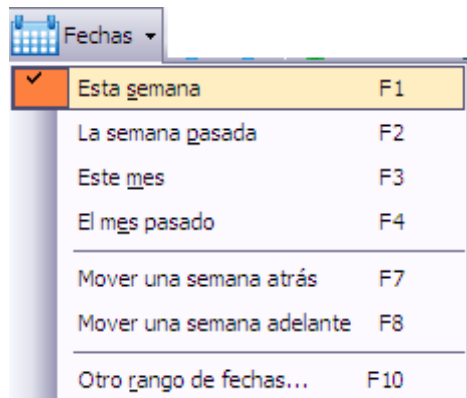 Fechas
Esta semana F1
La semana pasada F2
Este mes F3
El mes pasado F4
Mover una semana atrás F7
Mover una semana adelante F8
Otro rango de fechas... F10